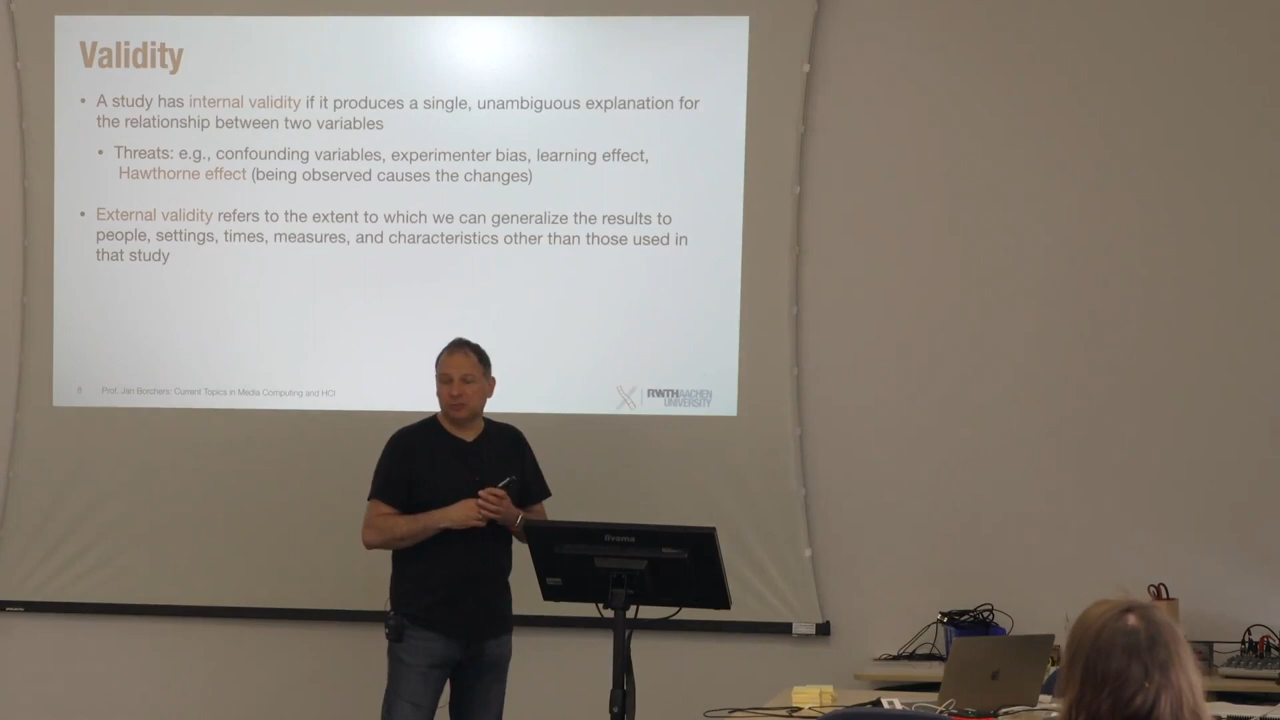 Validity
• A study has internal validity if it produces a single, unambiguous explanation for
the relationship between two variables
• Threats: e.g., confounding variables, experimenter bias, learning effect,
Hawthorne effect (being observed causes the changes)
• External validity refers to the extent to which we can generalize the results to
people, settings, times, measures, and characteristics other than those used in
that study
8 Prof. Jan Borchers: Current Topics in Media Computing and HCI
RWTHAACHEN
UNIVERSITY
iiyama